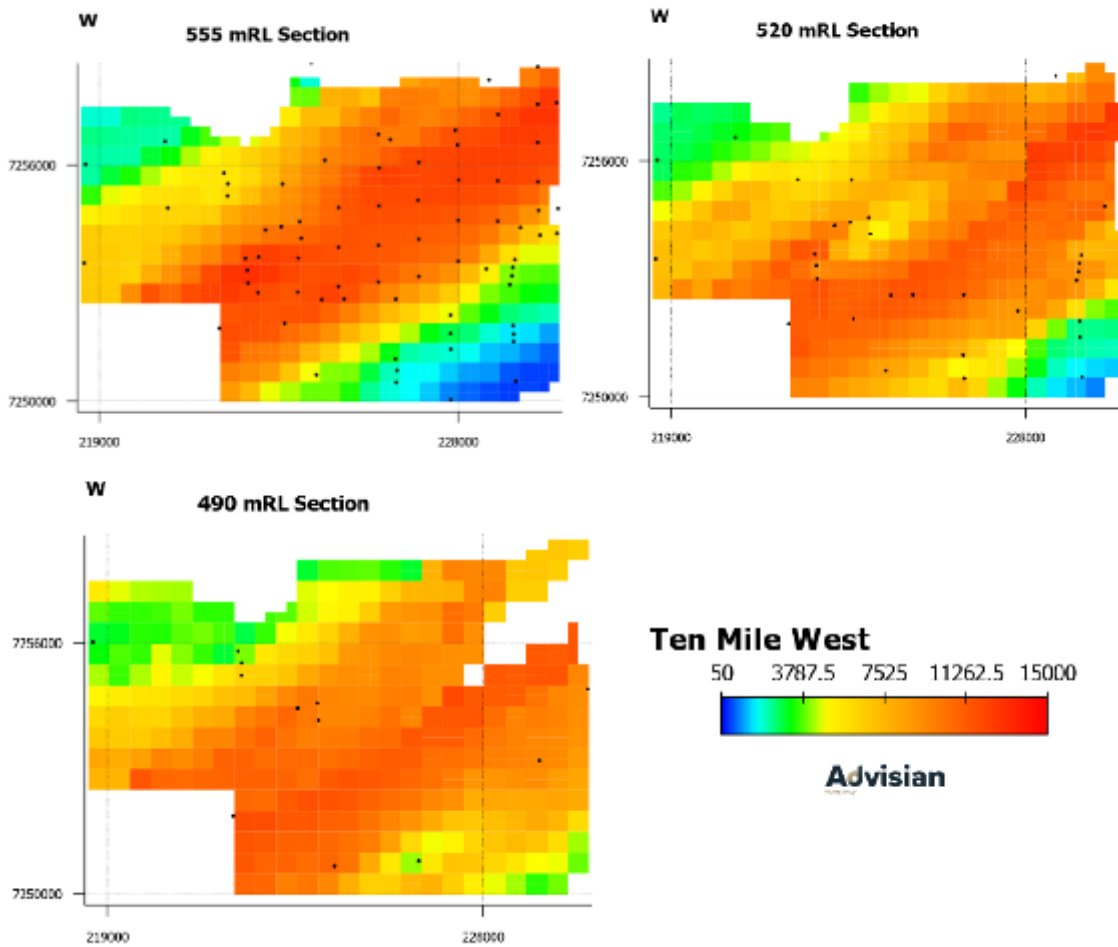 W
555 mRL Section
7256000
7250000
219000
228000
W
520 mRL Section
7256000
7250000
219000
228000
W
490 mRL Section
7256000
7250000
219000
228000
Ten Mile West
50 3787.5 7525 11262.5 15000
Advisian